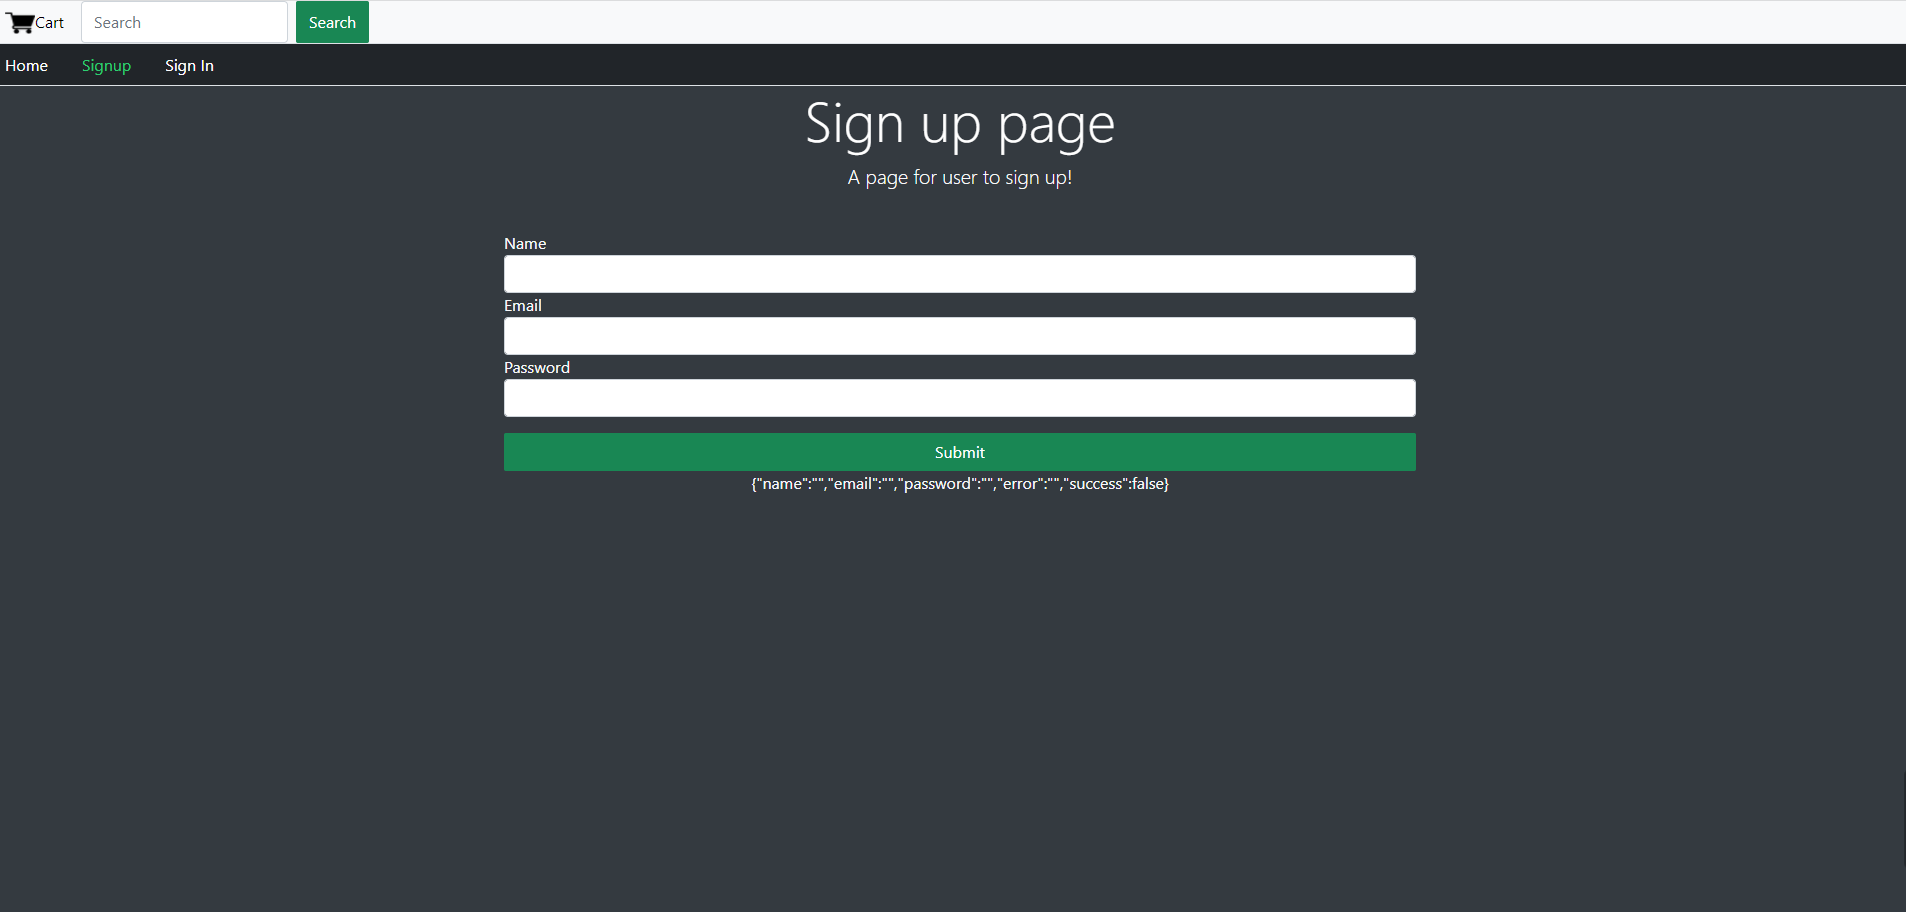 Cart Search Search
Home Signup Sign In
Sign up page
A page for user to sign up!
Name
Email
Password
Submit
{"name":"","email":"","password":"","error":"","success":false}